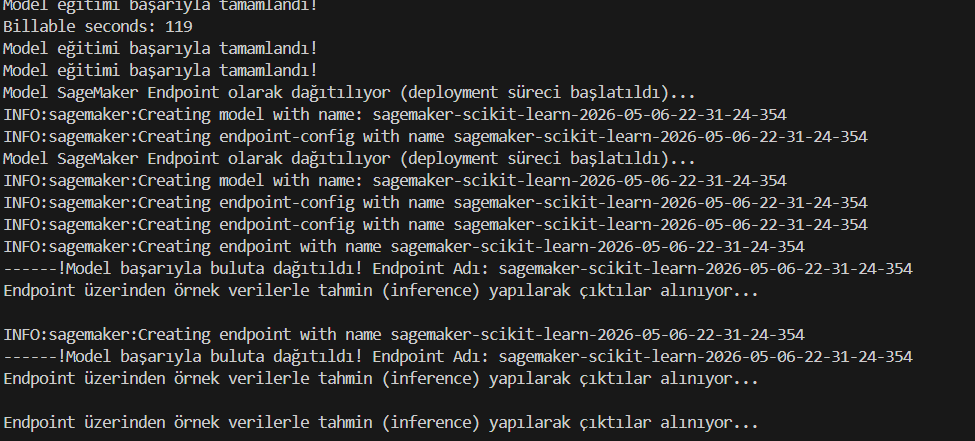 Model eğitimi başarıyla tamamlandı!
Billable seconds: 119
Model eğitimi başarıyla tamamlandı!
Model eğitimi başarıyla tamamlandı!
Model SageMaker Endpoint olarak dağıtılıyor (deployment süreci başlatıldı)...
INFO:sagemaker:Creating model with name: sagemaker-scikit-learn-2026-05-06-22-31-24-354
INFO:sagemaker:Creating endpoint-config with name sagemaker-scikit-learn-2026-05-06-22-31-24-354
Model SageMaker Endpoint olarak dağıtılıyor (deployment süreci başlatıldı)...
INFO:sagemaker:Creating model with name: sagemaker-scikit-learn-2026-05-06-22-31-24-354
INFO:sagemaker:Creating endpoint-config with name sagemaker-scikit-learn-2026-05-06-22-31-24-354
INFO:sagemaker:Creating endpoint-config with name sagemaker-scikit-learn-2026-05-06-22-31-24-354
INFO:sagemaker:Creating endpoint with name sagemaker-scikit-learn-2026-05-06-22-31-24-354
------!Model başarıyla buluta dağıtıldı! Endpoint Adı: sagemaker-scikit-learn-2026-05-06-22-31-24-354
Endpoint üzerinden örnek verilerle tahmin (inference) yapılarak çıktılar alınıyor...
INFO:sagemaker:Creating endpoint with name sagemaker-scikit-learn-2026-05-06-22-31-24-354
------!Model başarıyla buluta dağıtıldı! Endpoint Adı: sagemaker-scikit-learn-2026-05-06-22-31-24-354
Endpoint üzerinden örnek verilerle tahmin (inference) yapılarak çıktılar alınıyor...
Endpoint üzerinden örnek verilerle tahmin (inference) yapılarak çıktılar alınıyor...